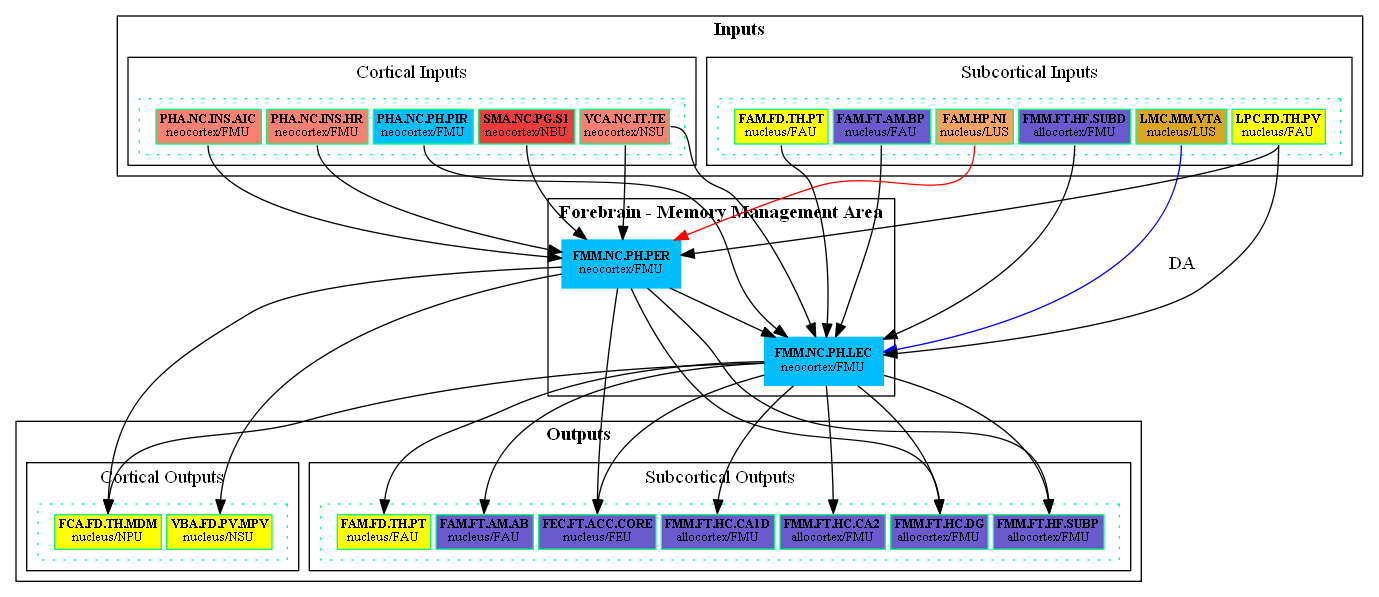 Inputs
Cortical Inputs
Subcortical Inputs
PHA.NC.INS.AIC
neocortex/FMU
PHA.NC.INS.HR
neocortex/FMU
PHA.NC.PH.PIR
neocortex/FMU
SMA.NC.PG.S1
neocortex/NBU
VCA.NC.IT.TE
neocortex/NSU
FAM.FD.TH.PT
nucleus/FAU
FAM.FT.AM.BP
nucleus/FAU
FAM.HP.NI
nucleus/LUS
FMM.FT.HF.SUBD
allocortex/FMU
LMC.MM.VTA
nucleus/LUS
LPC.FD.TH.PV
nucleus/FAU
Forebrain - Memory Management Area
FMM.NC.PH.PER
neocortex/FMU
DA
FMM.NC.PH.LEC
neocortex/FMU
Outputs
Cortical Outputs
Subcortical Outputs
FCA.FD.TH.MDM
nucleus/NPU
VBA.FD.PV.MPV
nucleus/NSU
FAM.FD.TH.PT
nucleus/FAU
FAM.FT.AM.AB
nucleus/FAU
FEC.FT.ACC.CORE
nucleus/FEU
FMM.FT.HC.CA1D
allocortex/FMU
FMM.FT.HC.CA2
allocortex/FMU
FMM.FT.HC.DG
allocortex/FMU
FMM.FT.HF.SUBP
allocortex/FMU